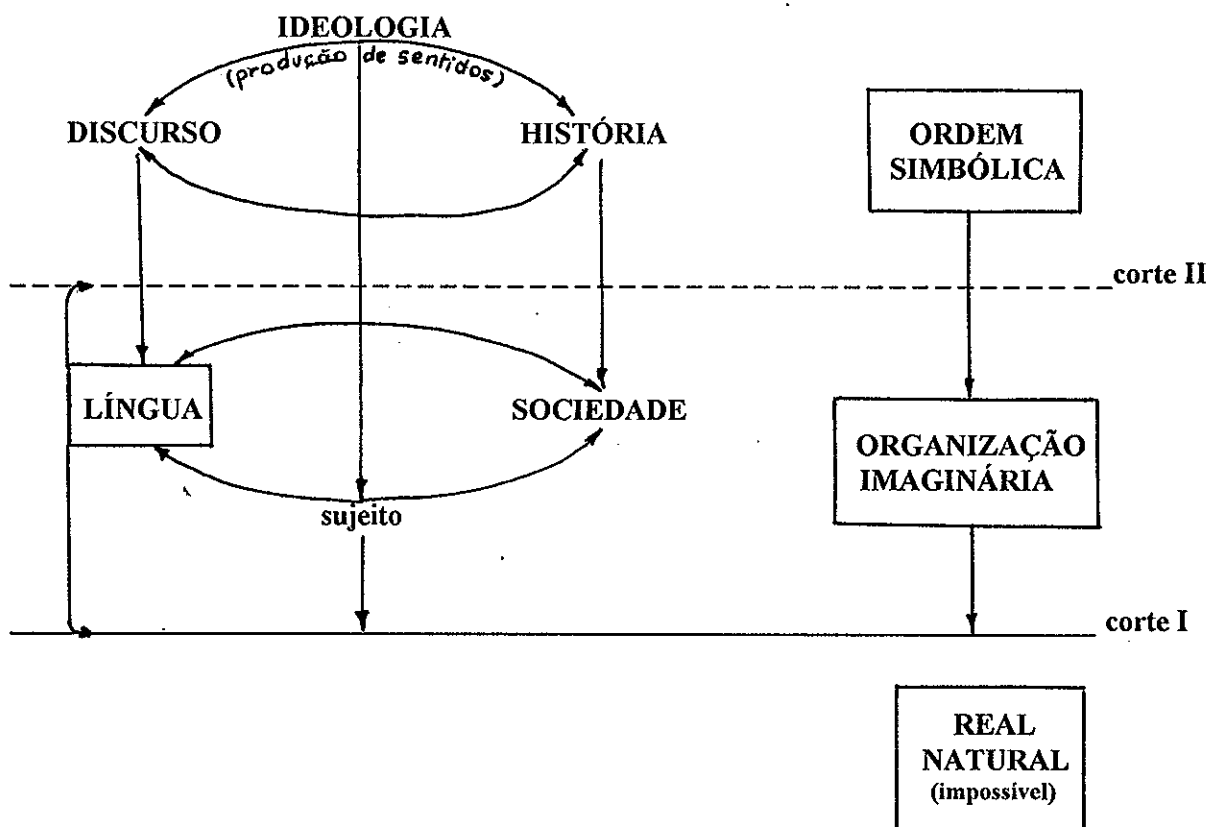 IDEOLOGIA
(produção de sentidos)
DISCURSO
HISTÓRIA
ORDEM
SIMBÓLICA
corte II
LÍNGUA
SOCIEDADE
ORGANIZAÇÃO
IMAGINÁRIA
sujeito
corte I
REAL
NATURAL
(impossível)